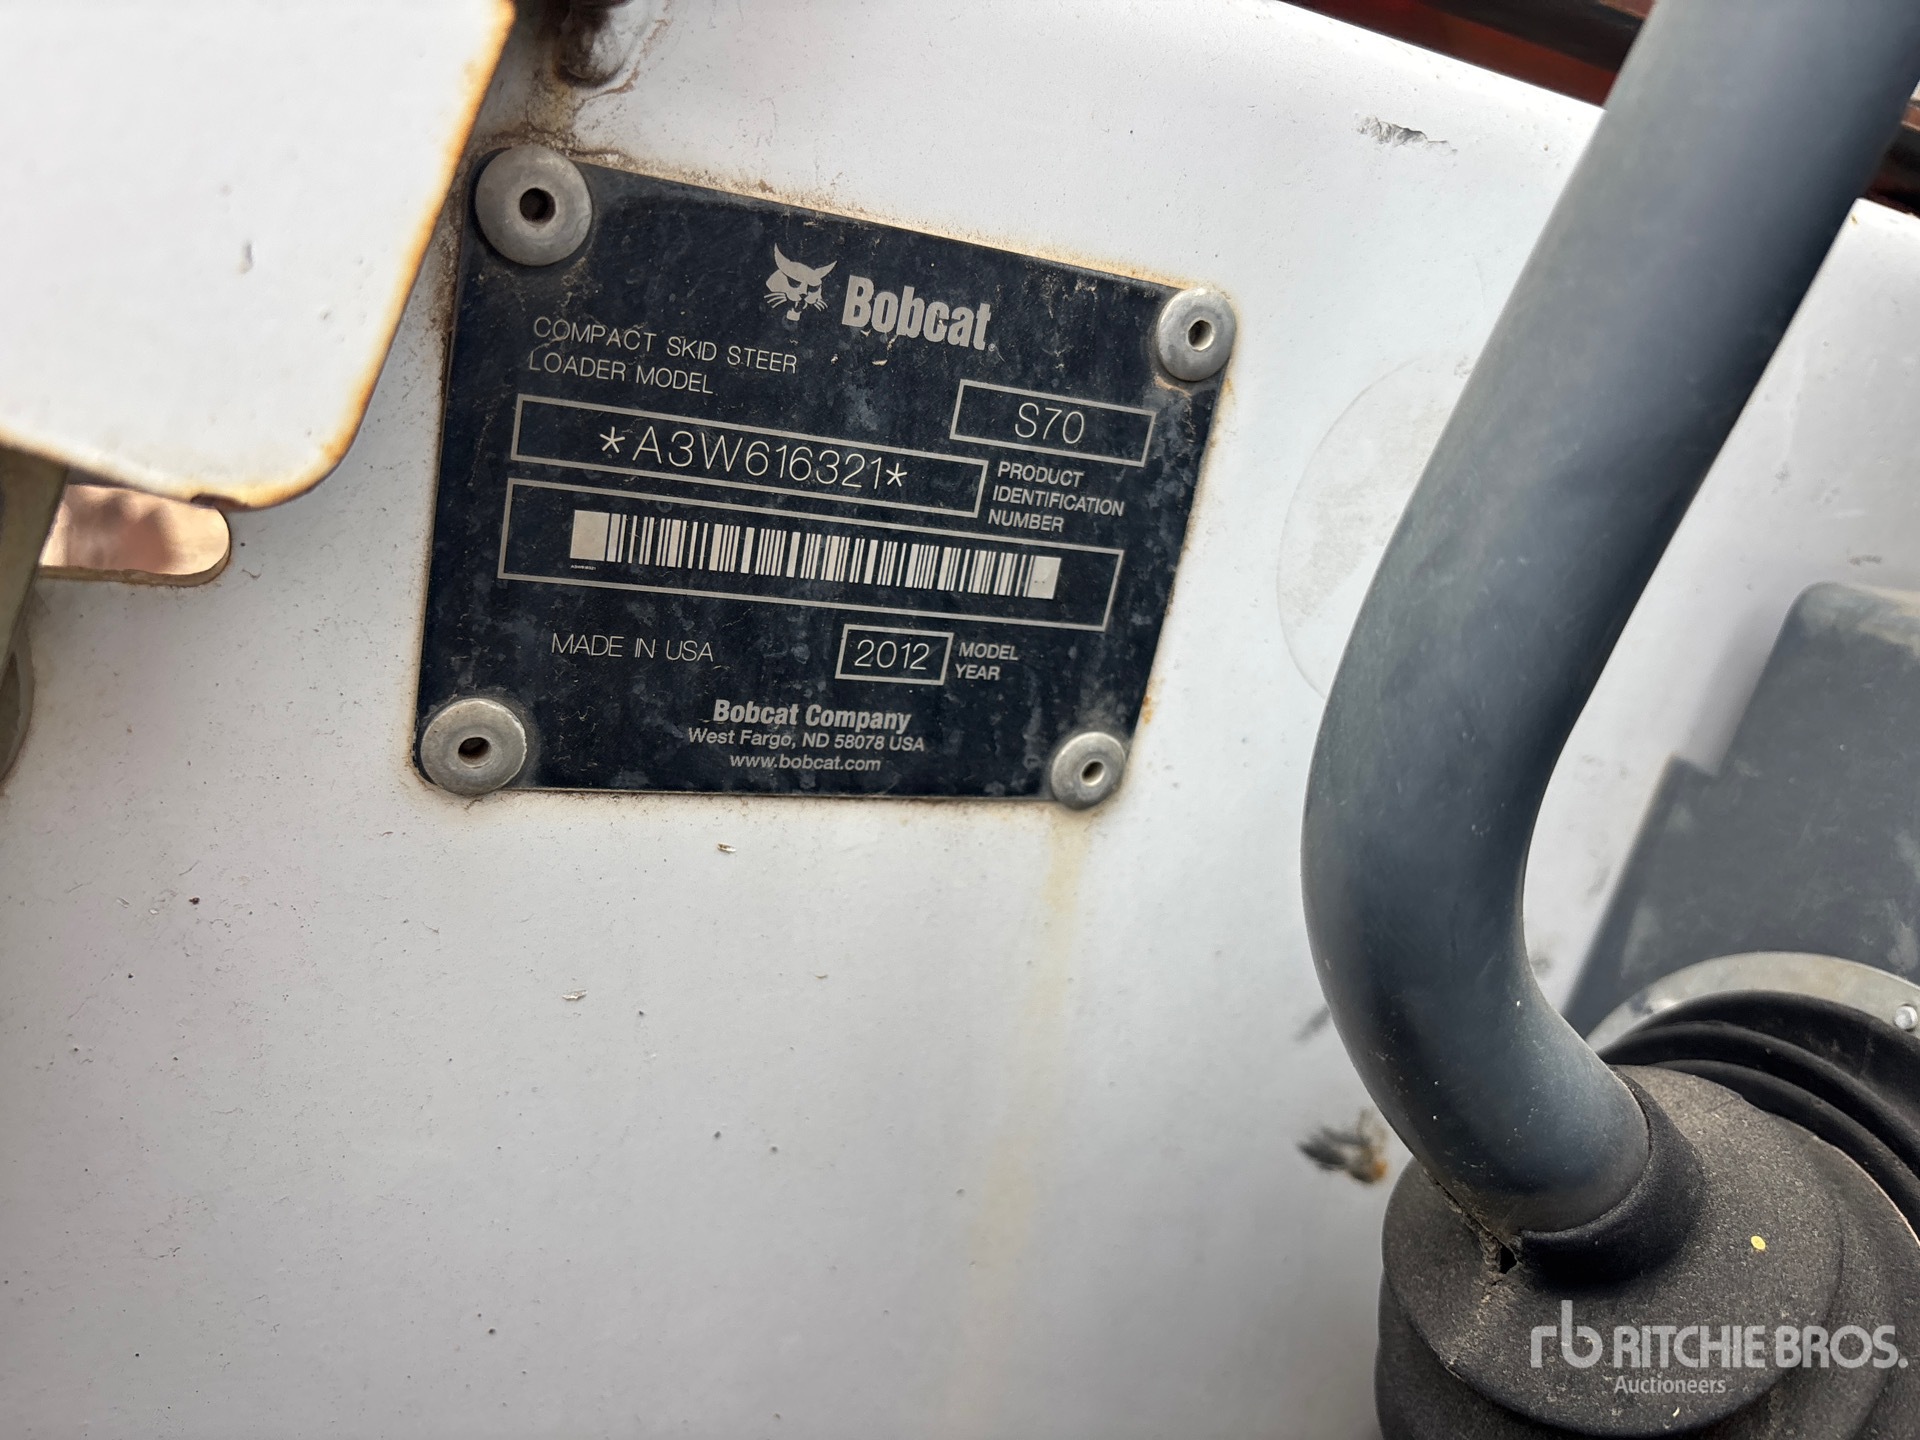 Bobcat®
COMPACT SKID STEER
LOADER MODEL
S70
*A3W616321*
PRODUCT
IDENTIFICATION
NUMBER
MADE IN USA
2012
MODEL
YEAR
Bobcat Company
West Fargo, ND 58078 USA
www.bobcat.com
rb RITCHIE BROS.
Auctioneers